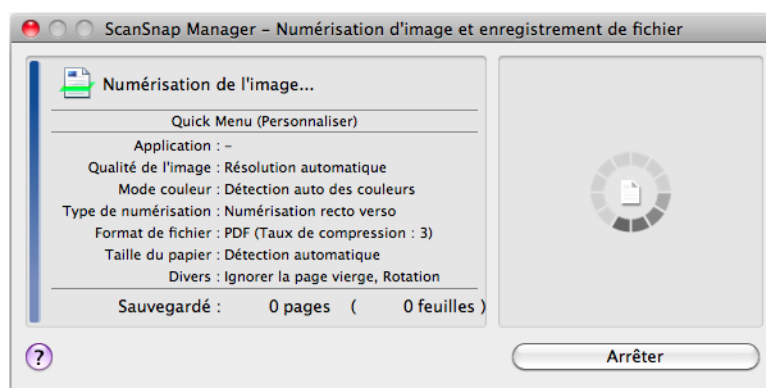 ScanSnap Manager – Numérisation d'image et enregistrement de fichier
Numérisation de l'image...
Quick Menu (Personnaliser)
Application : –
Qualité de l'image : Résolution automatique
Mode couleur : Détection auto des couleurs
Type de numérisation : Numérisation recto verso
Format de fichier : PDF (Taux de compression : 3)
Taille du papier : Détection automatique
Divers : Ignorer la page vierge, Rotation
Sauvegardé : 0 pages ( 0 feuilles )
?
Arrêter